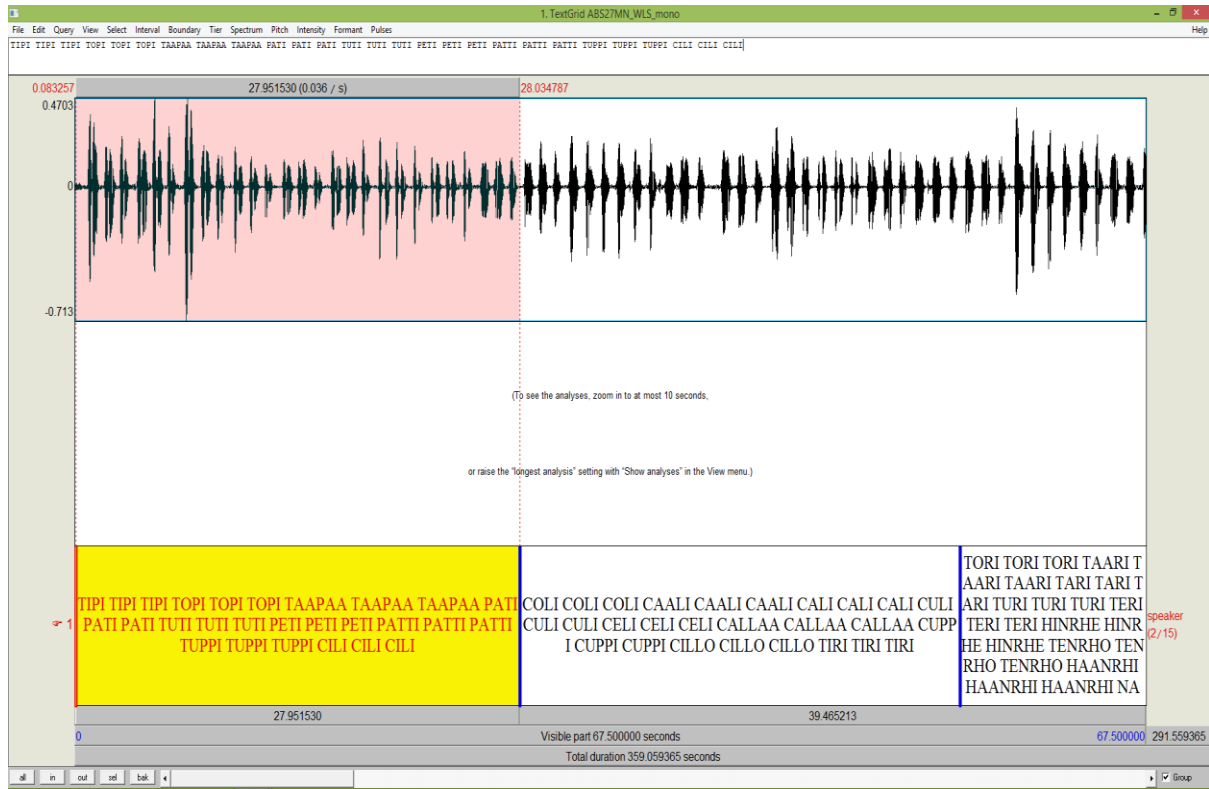 1. TextGrid ABS27MN_WLS_mono
File Edit Query View Select Interval Boundary Tier Spectrum Pitch Intensity Formant Pulses Help
TIPI TIPI TIPI TOPI TOPI TOPI TAAPAA TAAPAA TAAPAA PATI PATI PATI TUTI TUTI TUTI PETI PETI PETI PATTI PATTI PATTI TUPPI TUPPI TUPPI CILI CILI CILI
0.083257 27.951530 (0.036 / s) 28.034787
0.4703
0
-0.713
(To see the analyses, zoom in to at most 10 seconds,
or raise the "longest analysis" setting with "Show analyses" in the View menu.)
1
TIPI TIPI TIPI TOPI TOPI TOPI TAAPAA TAAPAA TAAPAA PATI
PATI PATI TUTI TUTI TUTI PETI PETI PETI PATTI PATTI PATTI
TUPPI TUPPI TUPPI CILI CILI CILI
COLI COLI COLI CAALI CAALI CAALI CALI CALI CALI CULI
CULI CULI CELI CELI CELI CALLAA CALLAA CALLAA CUPP
I CUPPI CUPPI CILLO CILLO CILLO TIRI TIRI TIRI
TORI TORI TORI TAARI T
AARI TAARI TARI TARI T
ARI TURI TURI TURI TERI
TERI TERI HINRHE HINR
HE HINRHE TENRHO TEN
RHO TENRHO HAANRHI
HAANRHI HAANRHI NA
speaker
(2/15)
27.951530 39.465213
0 Visible part 67.500000 seconds 67.500000 291.559365
Total duration 359.059365 seconds
all in out sel bak Group